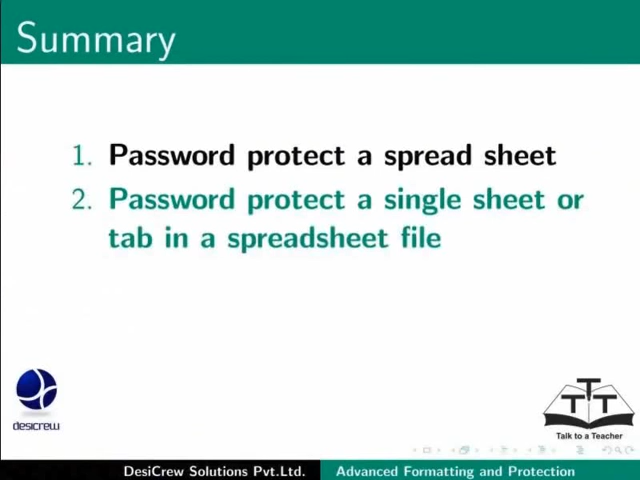 Summary
1. Password protect a spread sheet
2. Password protect a single sheet or
tab in a spreadsheet file
desicrew
TTT
Talk to a Teacher
DesiCrew Solutions Pvt.Ltd. Advanced Formatting and Protection